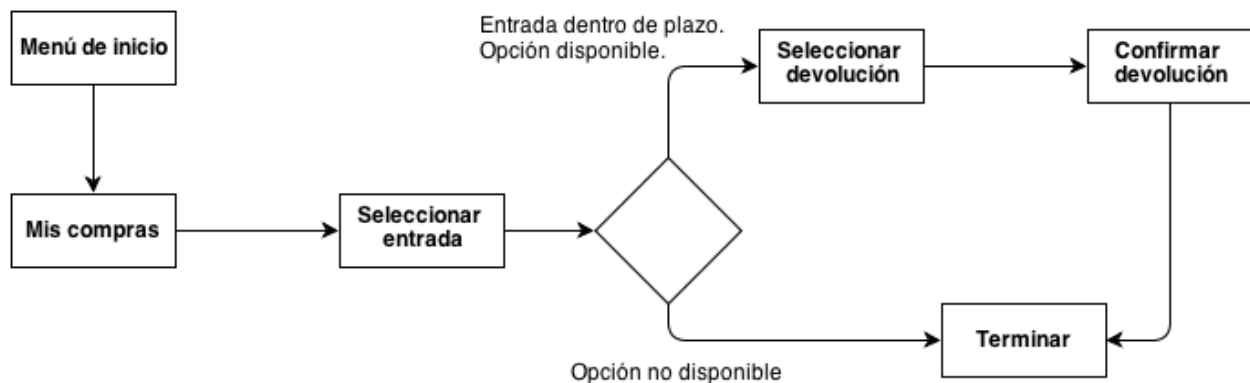 Menú de inicio
Entrada dentro de plazo.
Opción disponible.
Seleccionar
devolución
Confirmar
devolución
Mis compras
Seleccionar
entrada
Terminar
Opción no disponible